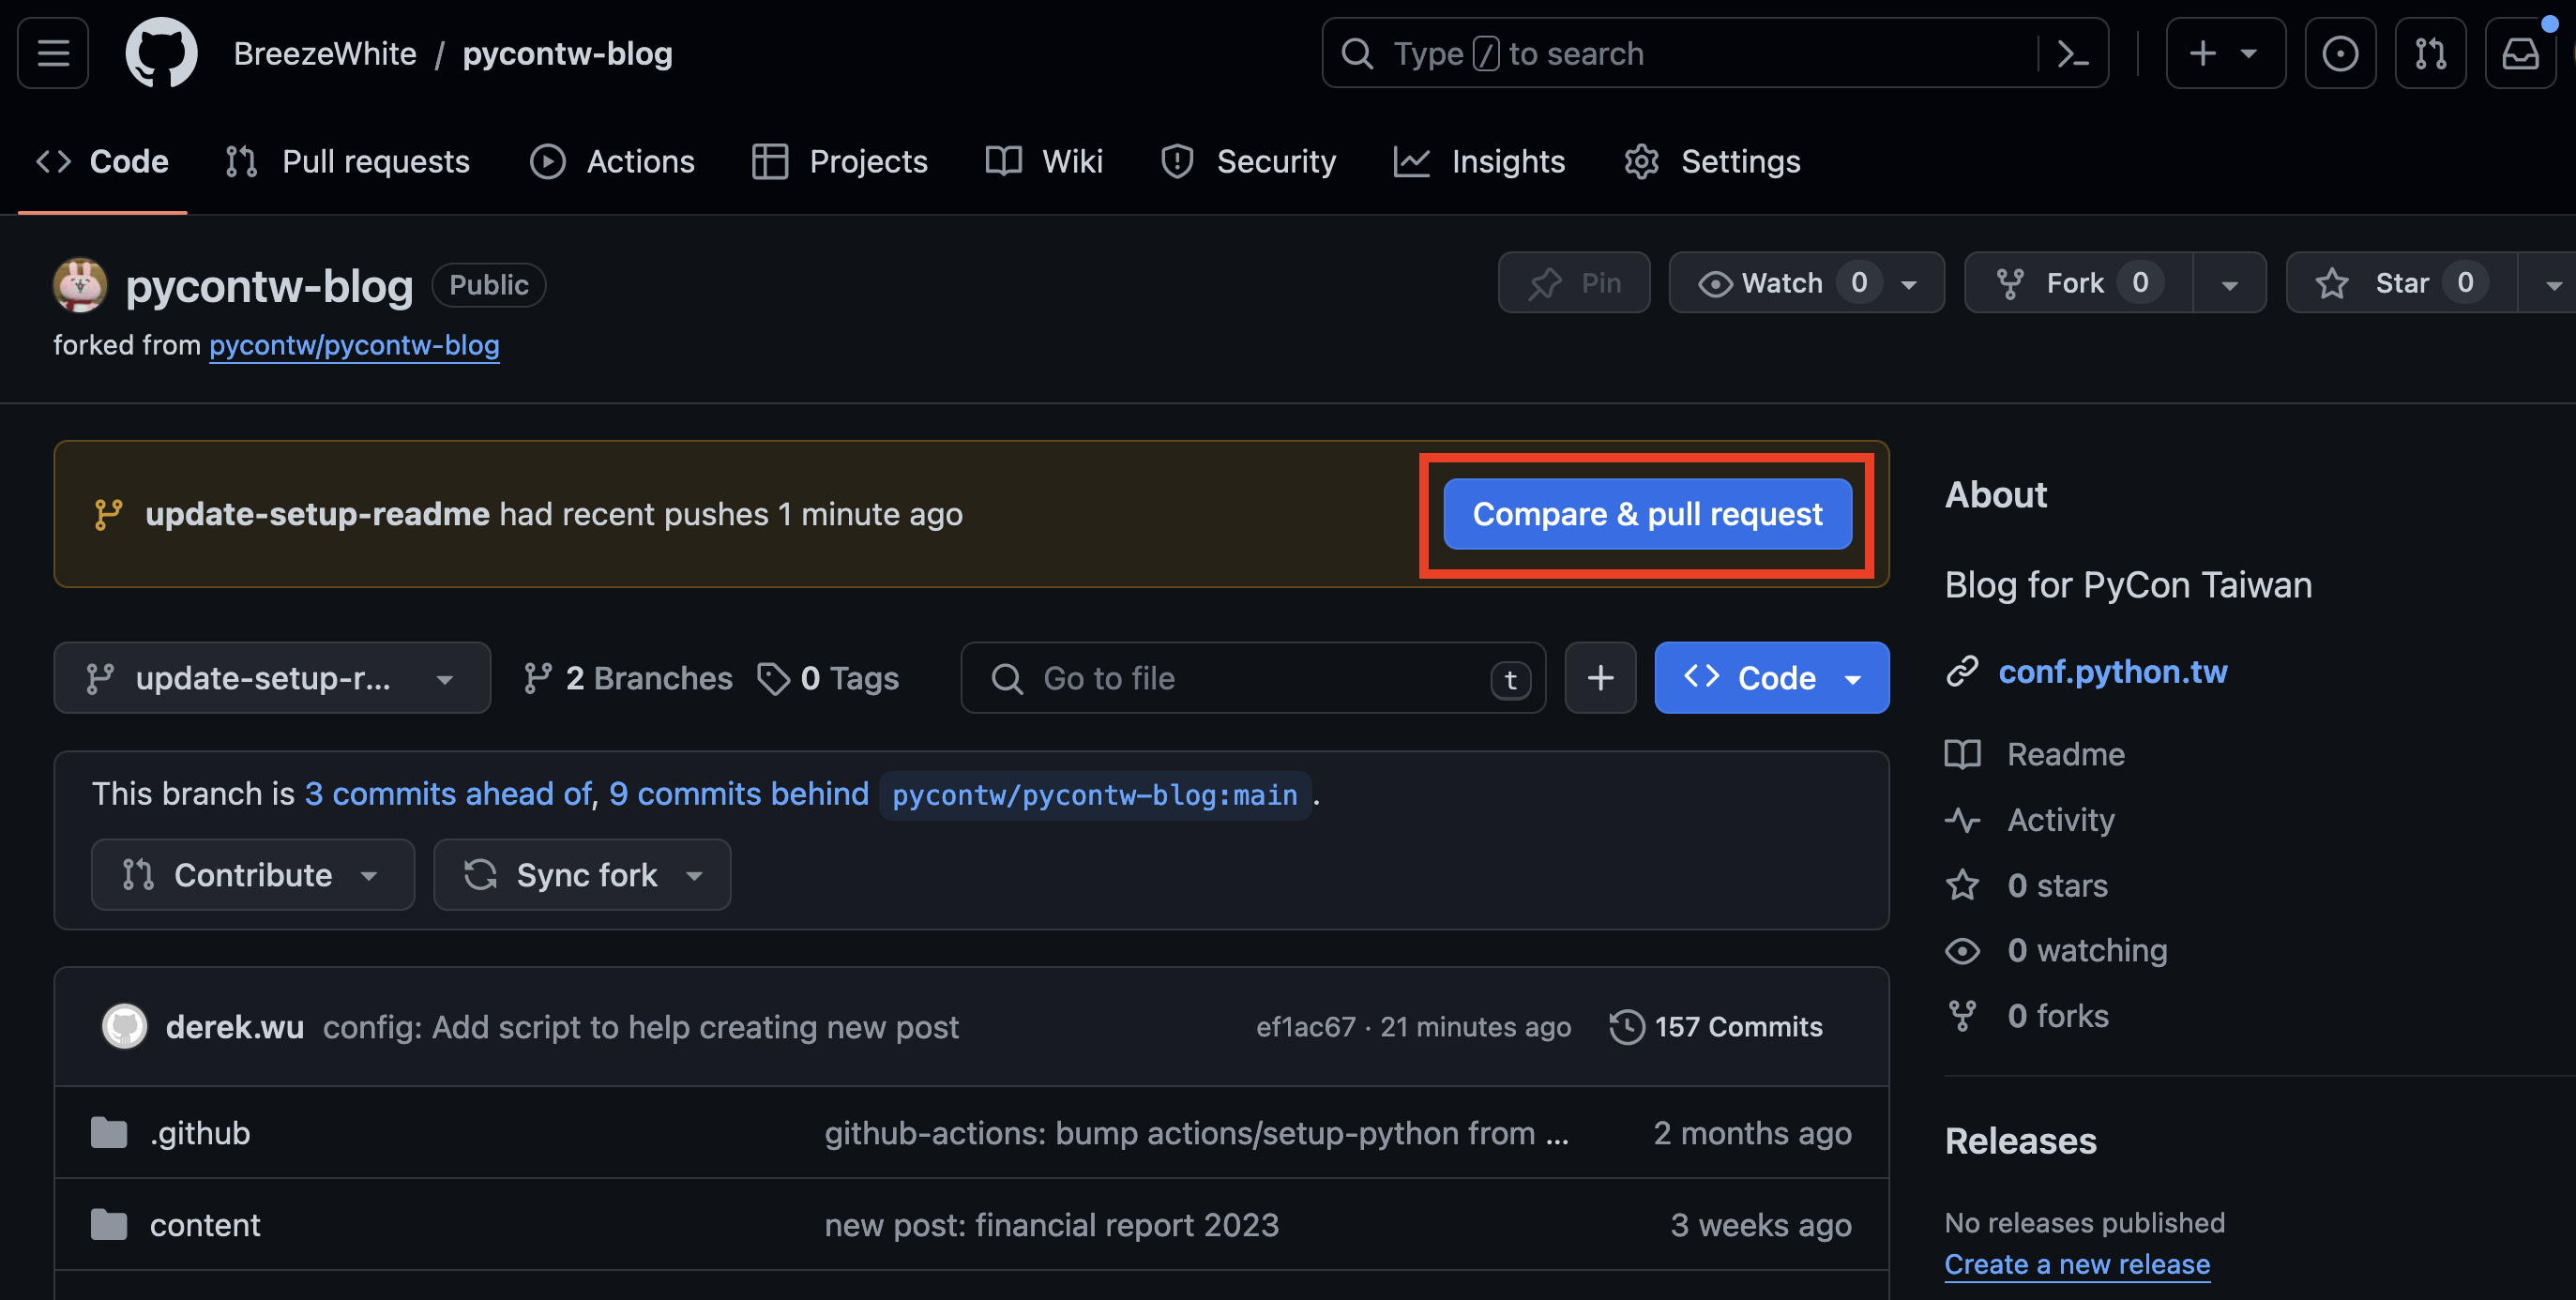 BreezeWhite / pycontw-blog
Type / to search
Code Pull requests Actions Projects Wiki Security Insights Settings
pycontw-blog Public
Pin Watch 0 Fork 0 Star 0
forked from pycontw/pycontw-blog
update-setup-readme had recent pushes 1 minute ago
Compare & pull request
update-setup-r... 2 Branches 0 Tags
Go to file t
Code
This branch is 3 commits ahead of, 9 commits behind pycontw/pycontw-blog:main .
Contribute Sync fork
derek.wu config: Add script to help creating new post ef1ac67 · 21 minutes ago 157 Commits
.github github-actions: bump actions/setup-python from ... 2 months ago
content new post: financial report 2023 3 weeks ago
About
Blog for PyCon Taiwan
conf.python.tw
Readme
Activity
0 stars
0 watching
0 forks
Releases
No releases published
Create a new release